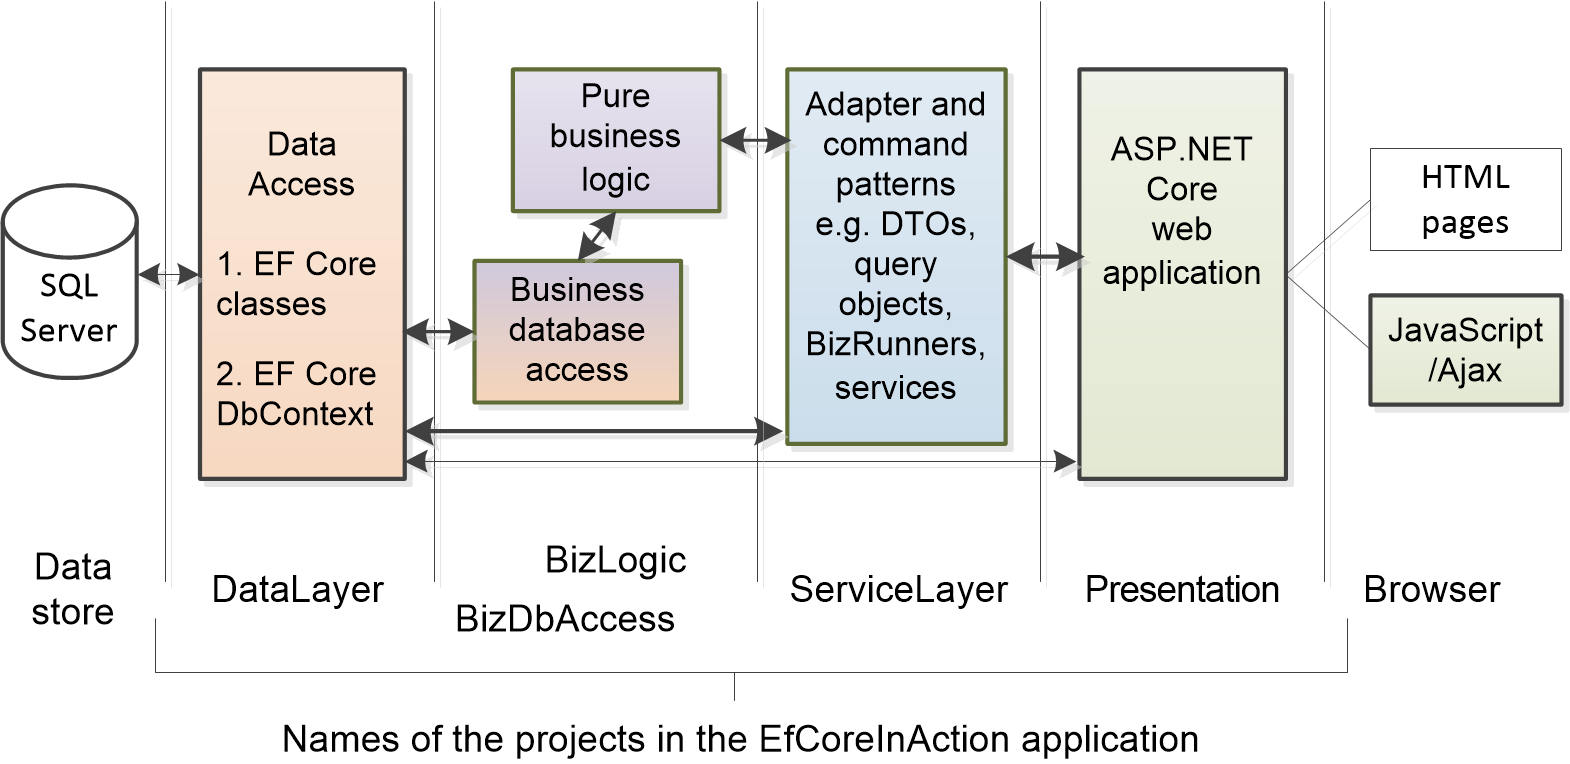 SQL
Server
Data
Access
1. EF Core
classes
2. EF Core
DbContext
Pure
business
logic
Business
database
access
Adapter and
command
patterns
e.g. DTOs,
query
objects,
BizRunners,
services
ASP.NET
Core
web
application
HTML
pages
JavaScript
/Ajax
Data
store
DataLayer
BizLogic
BizDbAccess
ServiceLayer
Presentation
Browser
Names of the projects in the EfCoreInAction application